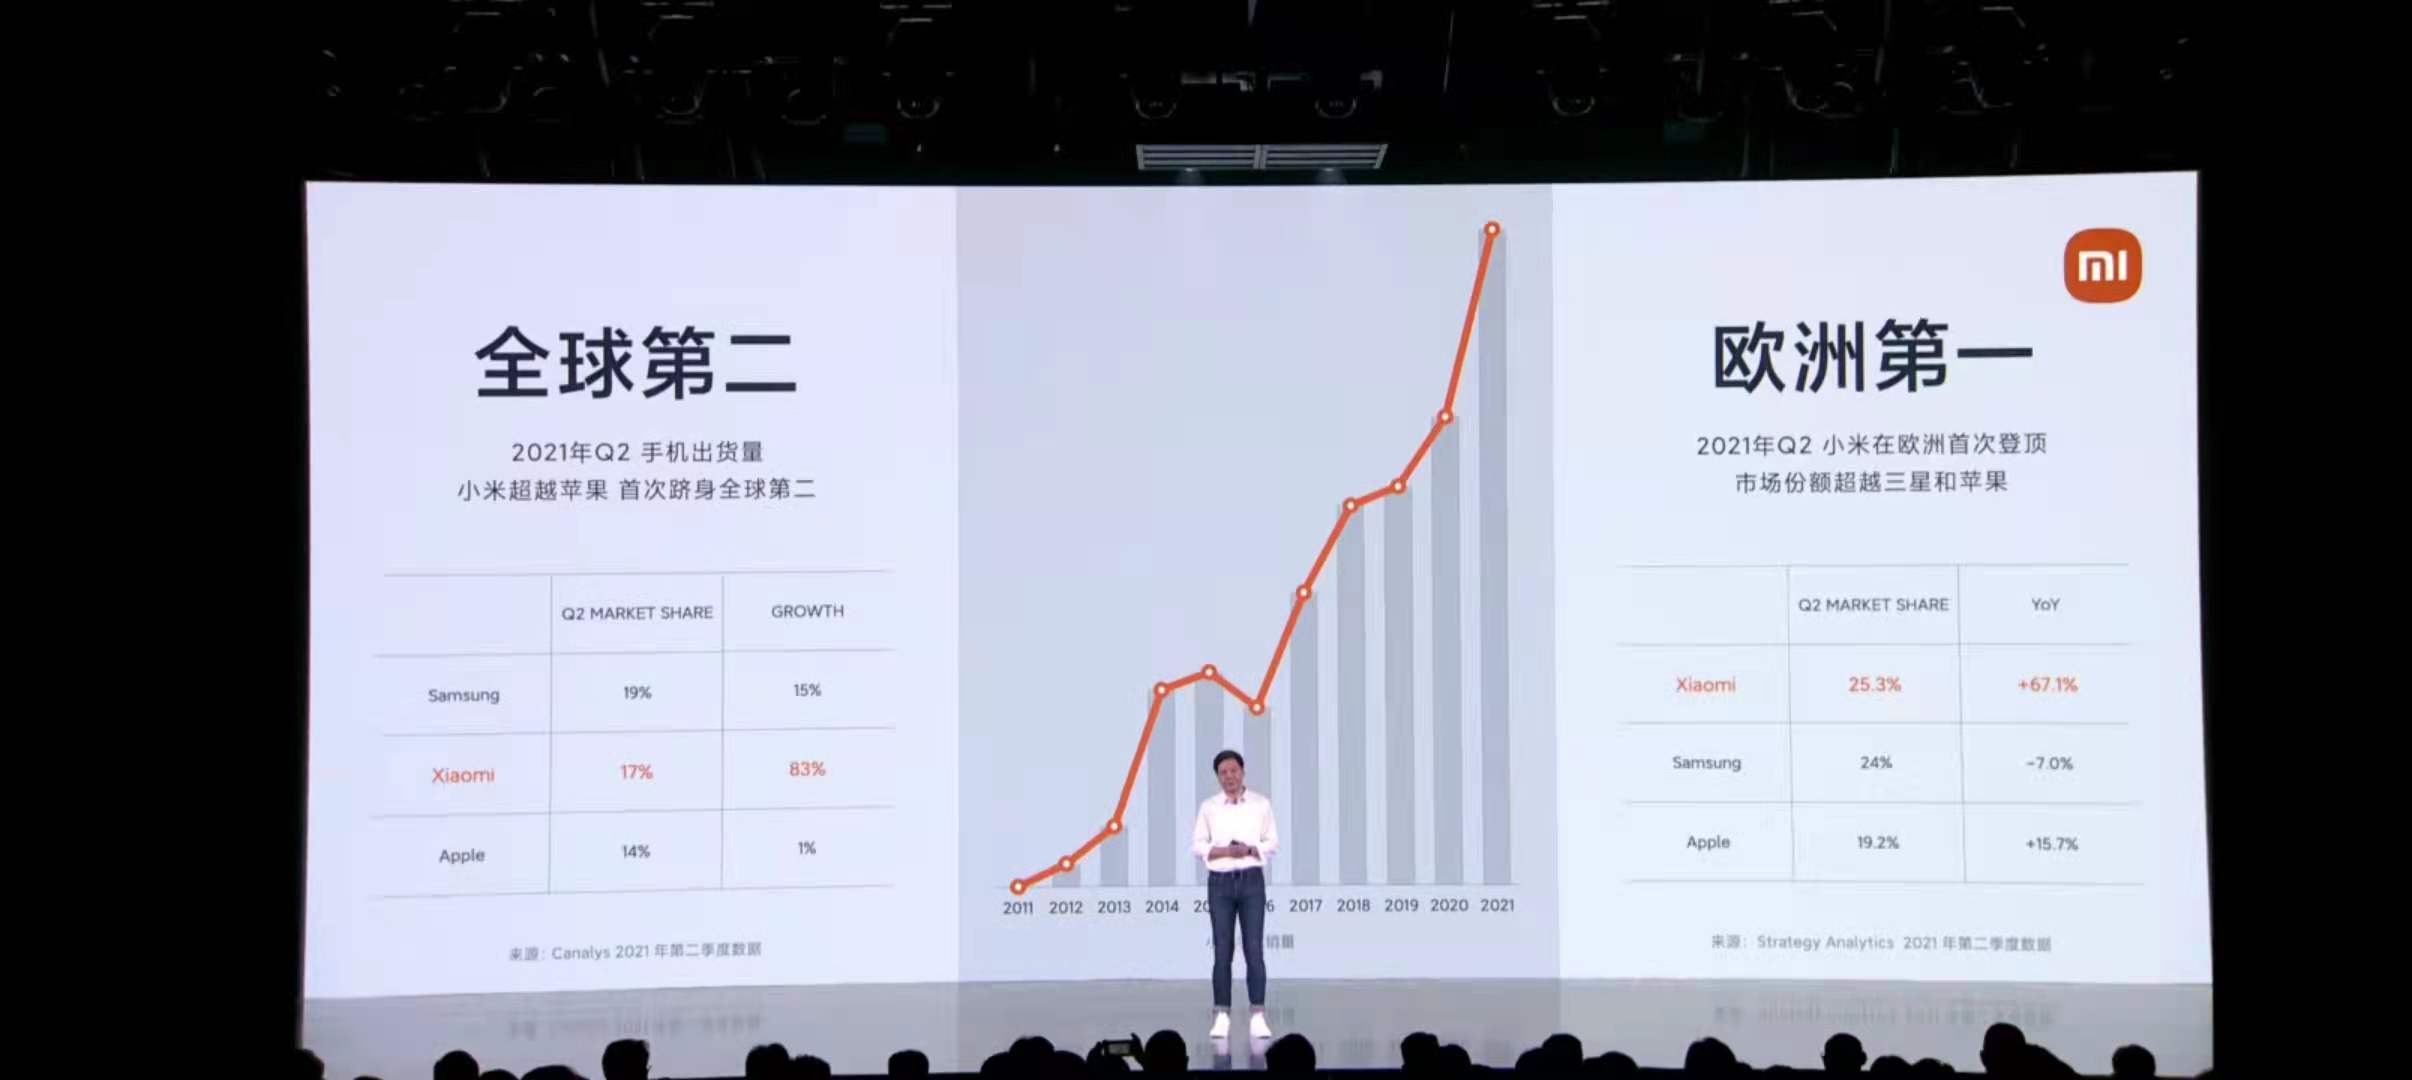 全球第二
2021年Q2 手机出货量
小米超越苹果 首次跻身全球第二
Q2 MARKET SHARE GROWTH
Samsung 19% 15%
Xiaomi 17% 83%
Apple 14% 1%
来源：Canalys 2021 年第二季度数据
2011 2012 2013 2014 2017 2018 2019 2020 2021
销量
mi
欧洲第一
2021年Q2 小米在欧洲首次登顶
市场份额超越三星和苹果
Q2 MARKET SHARE YoY
Xiaomi 25.3% +67.1%
Samsung 24% -7.0%
Apple 19.2% +15.7%
来源：Strategy Analytics 2021 年第二季度数据